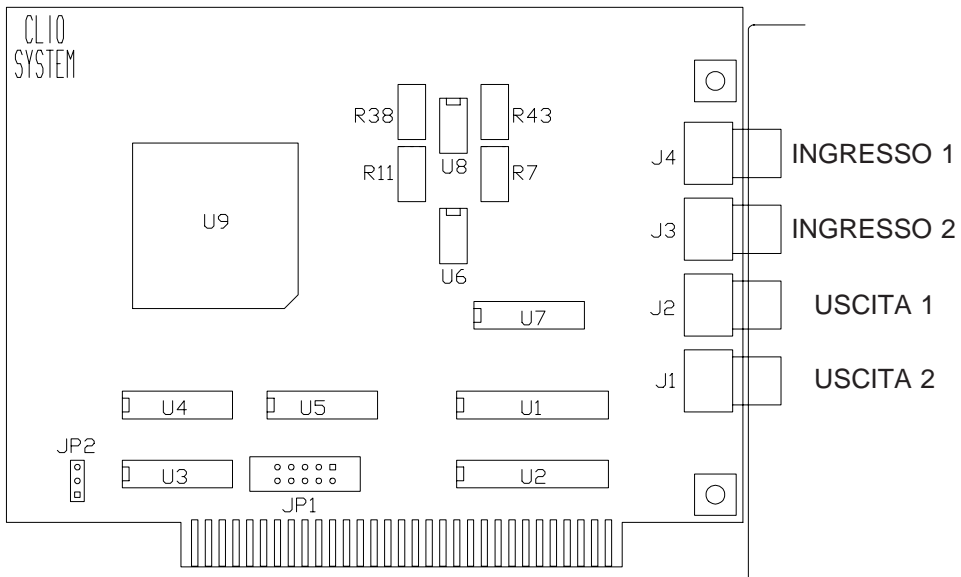 CLIO
SYSTEM
R38
R43
U8
R11
R7
J4
INGRESSO 1
U9
J3
INGRESSO 2
U6
J2
USCITA 1
U7
J1
USCITA 2
U4
U5
U1
JP2
U3
U2
JP1